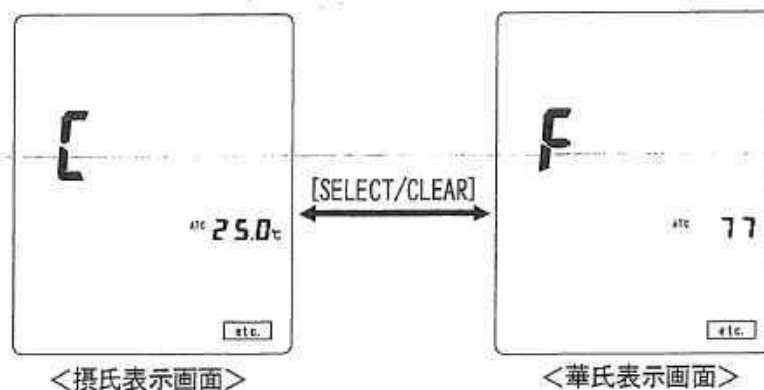 C
F
[SELECT/CLEAR]
ATC 25.0℃
ATC 77
etc.
etc.
<摂氏表示画面>
<華氏表示画面>